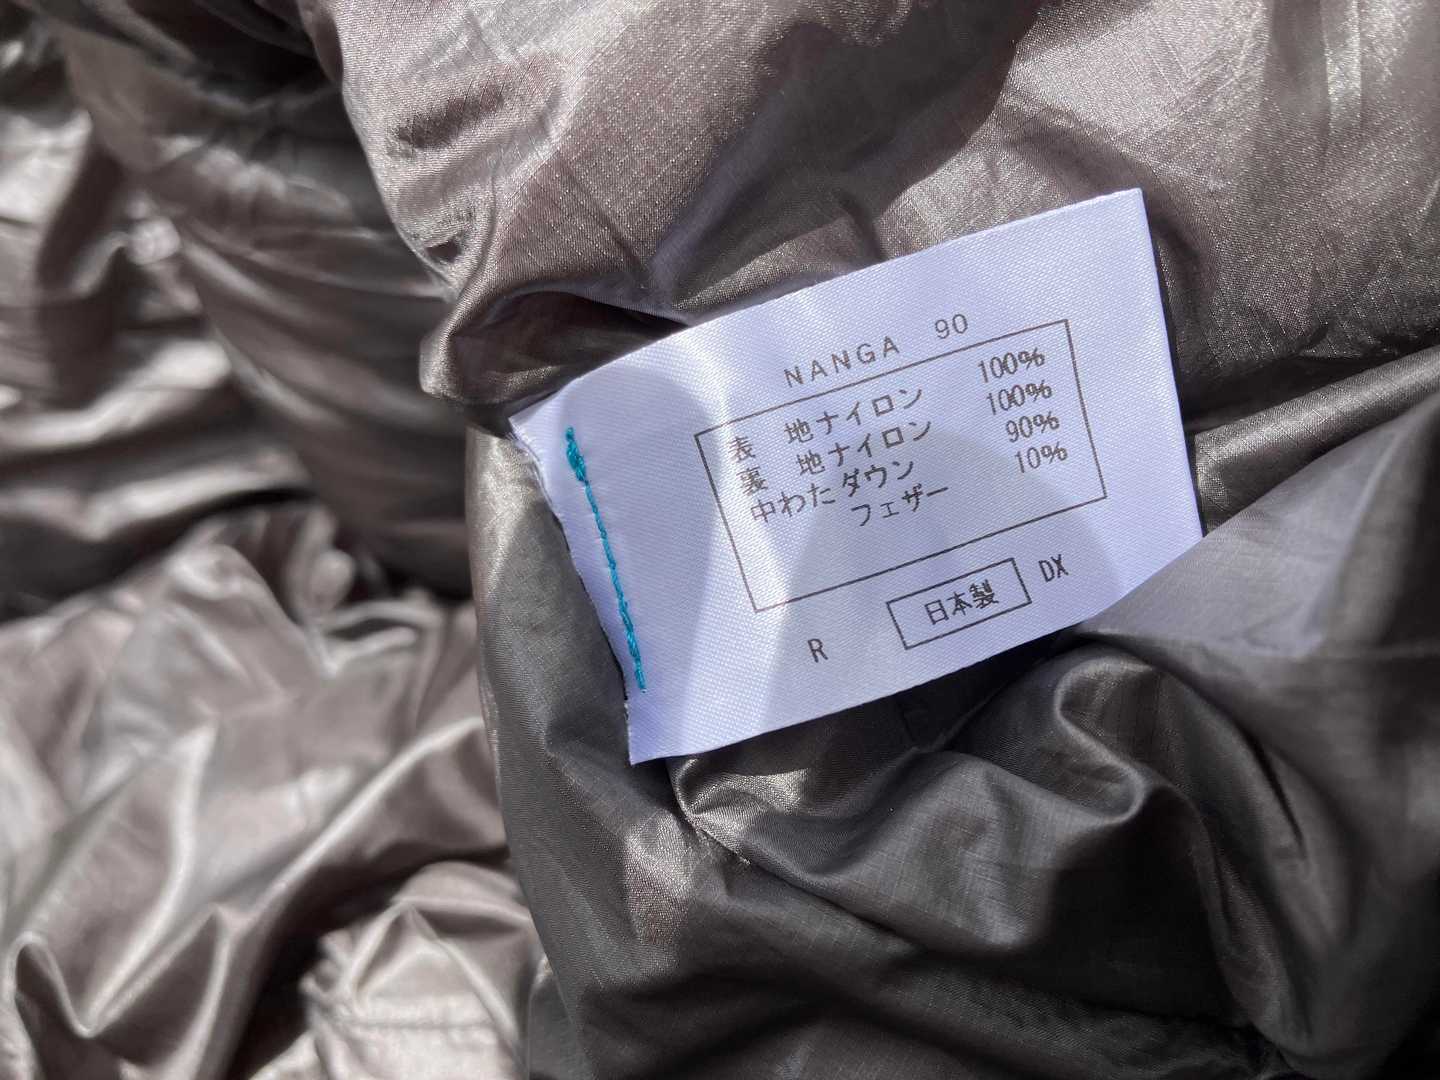 NANGA 90
表 地ナイロン 100%
裏 地ナイロン 100%
中わたダウン 90%
フェザー 10%
R 日本製 DX